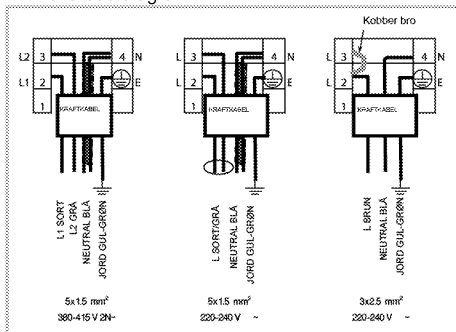 Kobber bro
L2 3 4 N
L1 2 E
1
KRAFTKABEL
L1 SORT
L2 GRÅ
NEUTRAL BLÅ
JORD GUL-GRØN
5x1.5 mm²
380-415 V 2N~
L 3 4 N
L 2 E
1
KRAFTKABEL
L SORT/GRÅ
NEUTRAL BLÅ
JORD GUL-GRØN
5x1.5 mm²
220-240 V ~
L 3 4 N
L 2 E
1
KRAFTKABEL
L BRUN
NEUTRAL BLÅ
JORD GUL-GRØN
3x2.5 mm²
220-240 V ~